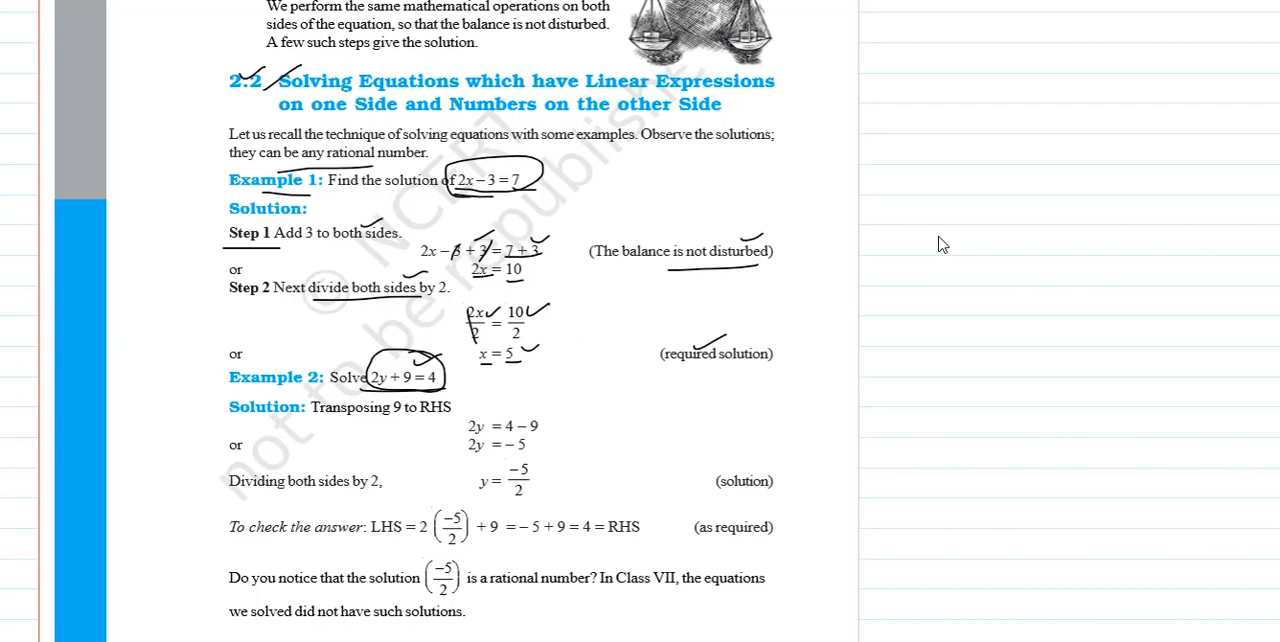 We perform the same mathematical operations on both
sides of the equation, so that the balance is not disturbed.
A few such steps give the solution.
2.2 Solving Equations which have Linear Expressions
on one Side and Numbers on the other Side
Let us recall the technique of solving equations with some examples. Observe the solutions;
they can be any rational number.
Example 1: Find the solution of 2x – 3 = 7
Solution:
Step 1 Add 3 to both sides.
2x – 3 + 3 = 7 + 3 (The balance is not disturbed)
or 2x = 10
Step 2 Next divide both sides by 2.
2x/2 = 10/2
or x = 5 (required solution)
Example 2: Solve 2y + 9 = 4
Solution: Transposing 9 to RHS
2y = 4 – 9
or 2y = – 5
Dividing both sides by 2, y = –5/2 (solution)
To check the answer: LHS = 2 (–5/2) + 9 = – 5 + 9 = 4 = RHS (as required)
Do you notice that the solution (–5/2) is a rational number? In Class VII, the equations
we solved did not have such solutions.
© NCERT
not to be republishe